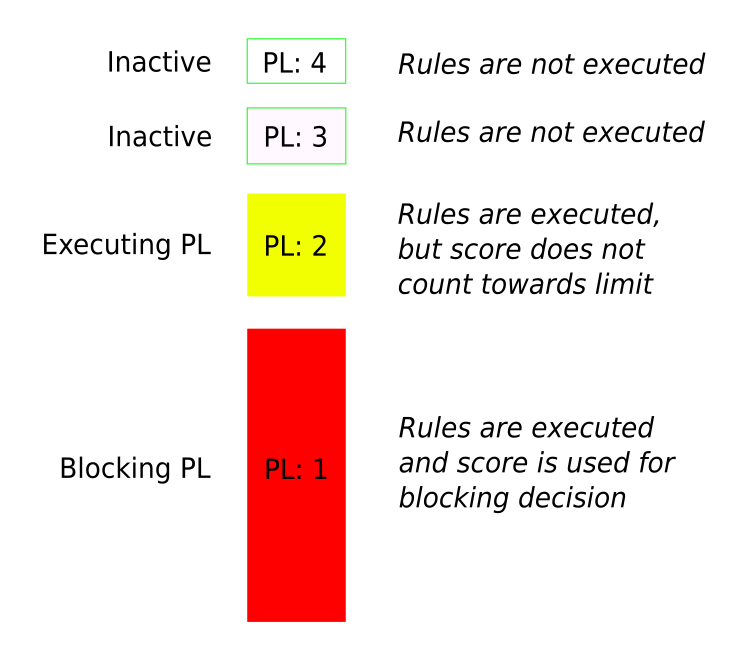 Inactive
PL: 4
Rules are not executed
Inactive
PL: 3
Rules are not executed
Executing PL
PL: 2
Rules are executed,
but score does not
count towards limit
Blocking PL
PL: 1
Rules are executed
and score is used for
blocking decision